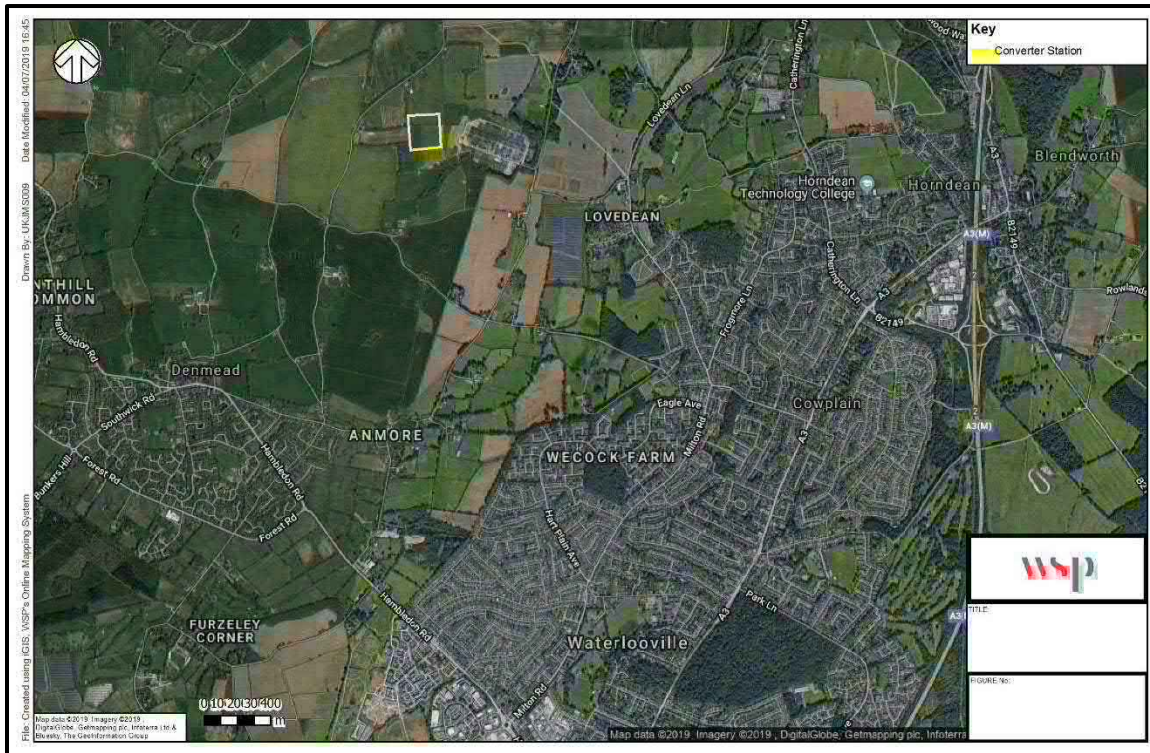 Date Modified: 04/07/2019 16:45:
Drawn By: UKJMS009
File: Created using iGIS, WSP's Online Mapping System
Key
Converter Station
Catherington Ln
Lovedean Ln
A3
Blendworth
Horndean
Technology College
Horndean
LOVEDEAN
A3(M)
B2149
Catherington Ln
A3
B2149
Rowlands
NTHILL
OMMON
Hambledon Rd
Frogmore Ln
Denmead
Southwick Rd
Eagle Ave
Cowplain
2
A3(M)
ANMORE
Milton Rd
A3
WECOCK FARM
Bunkers Hill
Forest Rd
Hambledon Rd
Forest Rd
Hart Plain Ave
wsp
Park Ln
TITLE:
FURZELEY
CORNER
Hambledon Rd
A3
Waterlooville
FIGURE No:
Milton Rd
0 10 20 30 400
m
Map data ©2019 Imagery ©2019 ,
DigitalGlobe, Getmapping plc, Infoterra Ltd &
Bluesky, The GeoInformation Group
Map data ©2019 Imagery ©2019 , DigitalGlobe, Getmapping plc, Infoterra